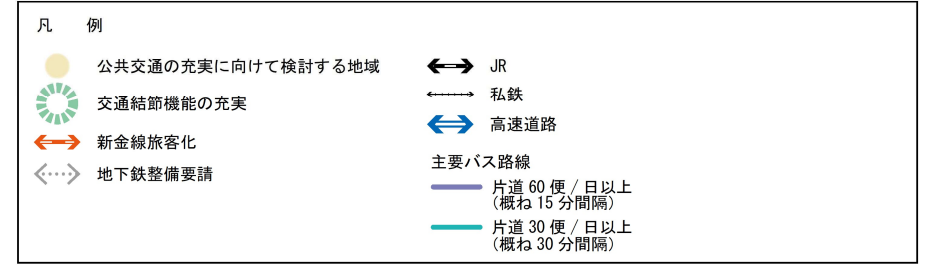 凡 例
公共交通の充実に向けて検討する地域
交通結節機能の充実
新金線旅客化
地下鉄整備要請
JR
私鉄
高速道路
主要バス路線
片道 60 便 / 日以上
(概ね 15 分間隔)
片道 30 便 / 日以上
(概ね 30 分間隔)